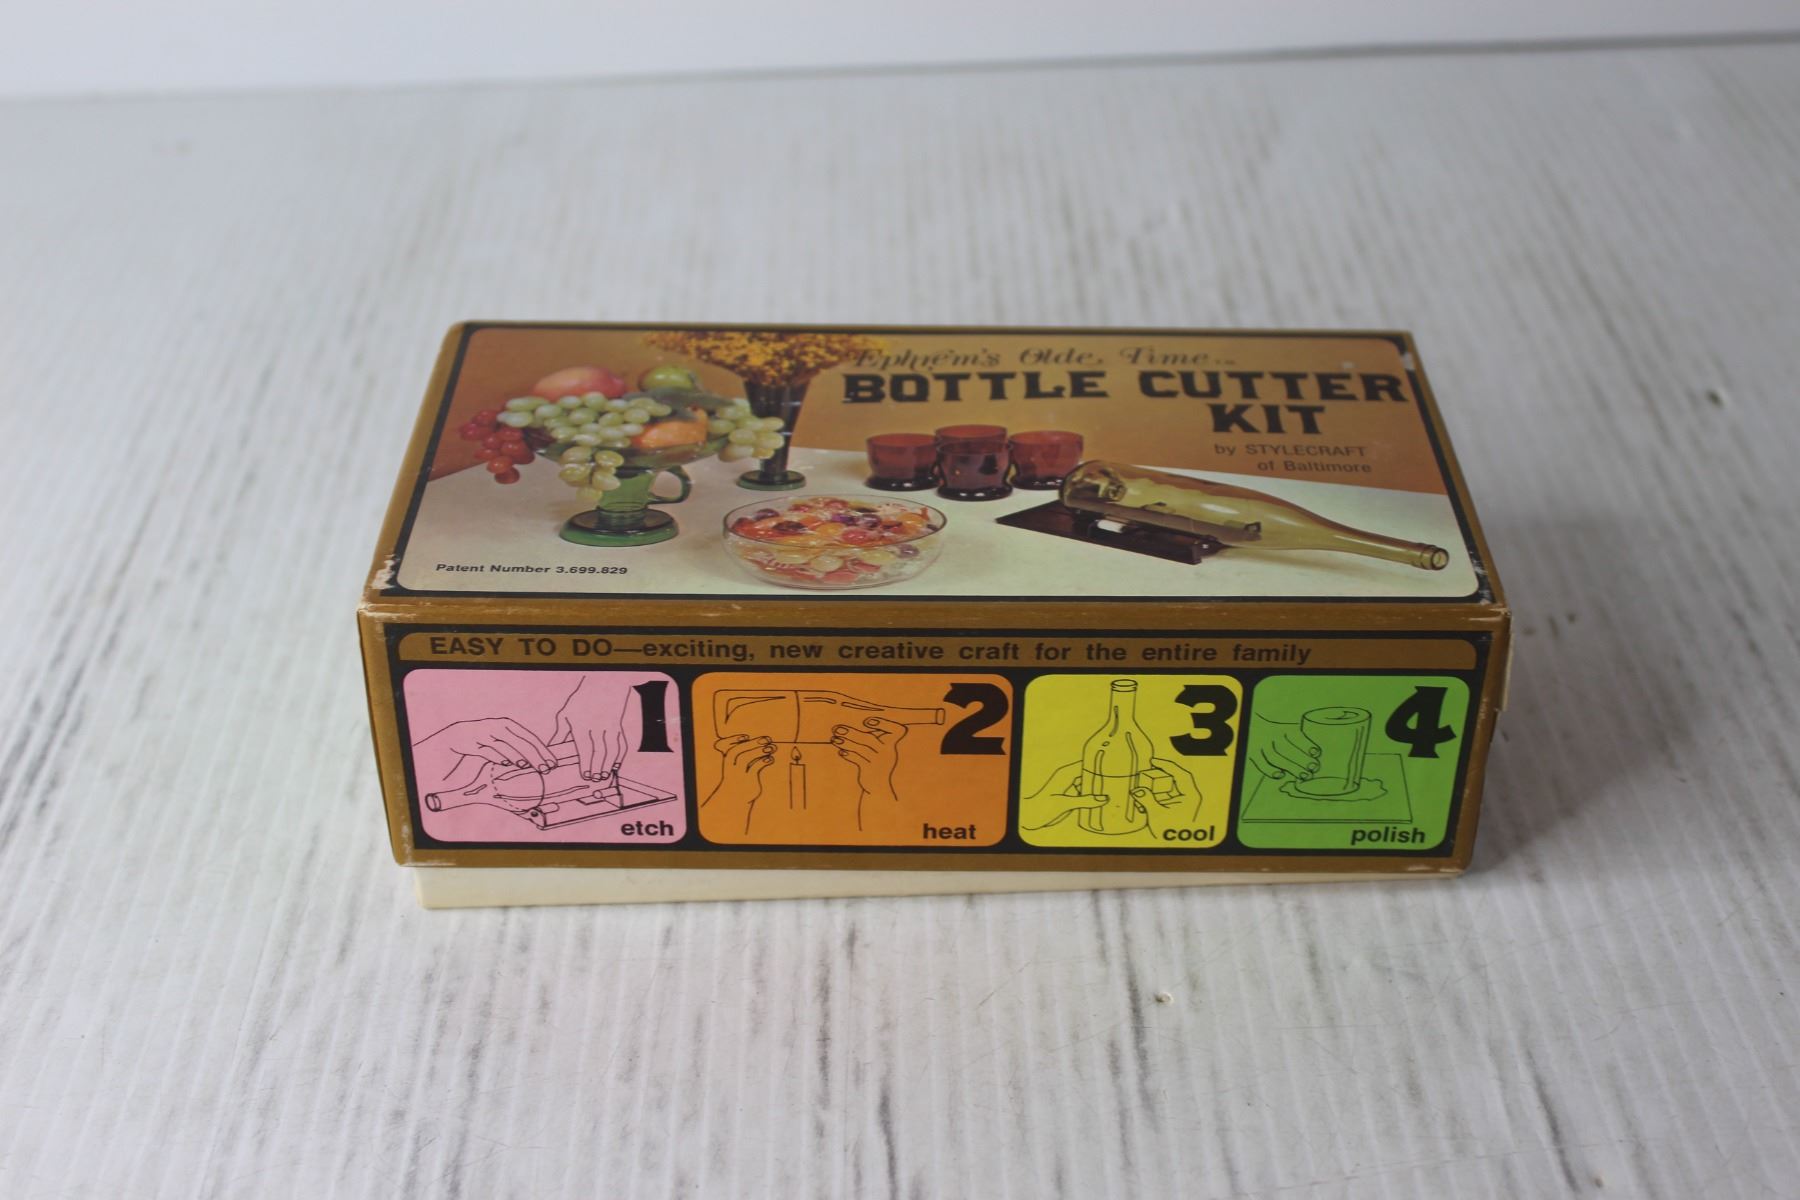 Ephrem's Olde Time TM
BOTTLE CUTTER
KIT
by STYLECRAFT
of Baltimore
Patent Number 3.699.829
EASY TO DO—exciting, new creative craft for the entire family
1
etch
2
heat
3
cool
4
polish